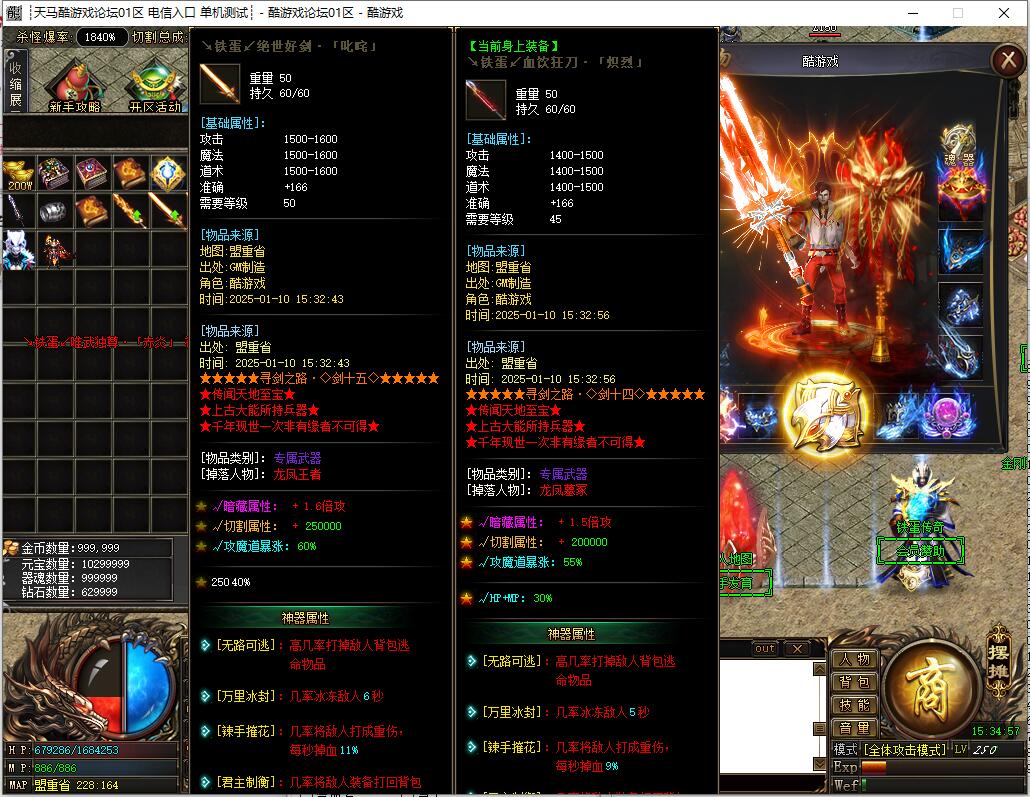 天马酷游戏论坛01区 电信入口 单机测试 - 酷游戏论坛01区 - 酷游戏
杀怪爆率: 1840% 切割总成
收缩展
新手攻略
开区活动
200W
↘铁蛋↙唯武独尊·「赤炎」
金币数量:999,999
元宝数量:10299999
器魂数量:999999
钻石数量:629999
H P:679286/1684253
M P:886/886
MAP 盟重省 228:164
↘铁蛋↙绝世好剑·「叱咤」
重量 50
持久 60/60
[基础属性]:
攻击 1500-1600
魔法 1500-1600
道术 1500-1600
准确 +166
需要等级 50
[物品来源]
地图:盟重省
出处:GM制造
角色:酷游戏
时间:2025-01-10 15:32:43
[物品来源]
出处: 盟重省
时间: 2025-01-10 15:32:43
★★★★★寻剑之路·◇剑十五◇★★★★★
★传闻天地至宝★
★上古大能所持兵器★
★千年现世一次非有缘者不可得★
[物品类别]: 专属武器
[掉落人物]: 龙凤王者
★ √暗藏属性: + 1.6倍攻
★ √切割属性: + 250000
★ √攻魔道暴涨: 60%
★ 25040%
神器属性
[无路可逃]: 高几率打掉敌人背包逃
命物品
[万里冰封]: 几率冰冻敌人6秒
[辣手摧花]: 几率将敌人打成重伤,
每秒掉血11%
[君主制衡]: 几率将敌人装备打回背包
【当前身上装备】
↘铁蛋↙血饮狂刀·「炽烈」
重量 50
持久 60/60
[基础属性]:
攻击 1400-1500
魔法 1400-1500
道术 1400-1500
准确 +166
需要等级 45
[物品来源]
地图:盟重省
出处:GM制造
角色:酷游戏
时间:2025-01-10 15:32:56
[物品来源]
出处: 盟重省
时间: 2025-01-10 15:32:56
★★★★★寻剑之路·◇剑十四◇★★★★★
★传闻天地至宝★
★上古大能所持兵器★
★千年现世一次非有缘者不可得★
[物品类别]: 专属武器
[掉落人物]: 龙凤墓冢
★ √暗藏属性: + 1.5倍攻
★ √切割属性: + 200000
★ √攻魔道暴涨: 55%
★ √HP+MP: 30%
神器属性
[无路可逃]: 高几率打掉敌人背包逃
命物品
[万里冰封]: 几率冰冻敌人5秒
[辣手摧花]: 几率将敌人打成重伤,
每秒掉血9%
酷游戏
魂器
金刚
铁蛋传奇
会员赞助
人地图
手发育
out
人物
背包
技能
音量
商
摆摊
15:34:57
模式[全体攻击模式] LV 250
Exp
Wef